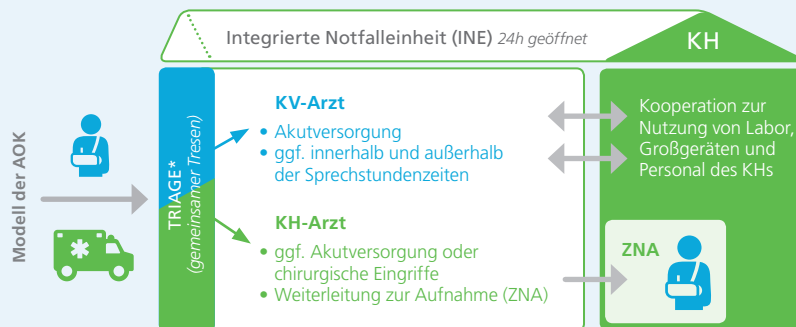 Integrierte Notfalleinheit (INE) 24h geöffnet
KH
Modell der AOK
TRIAGE*
(gemeinsamer Tresen)
KV-Arzt
• Akutversorgung
• ggf. innerhalb und außerhalb
der Sprechstundenzeiten
Kooperation zur
Nutzung von Labor,
Großgeräten und
Personal des KHs
KH-Arzt
• ggf. Akutversorgung oder
chirurgische Eingriffe
• Weiterleitung zur Aufnahme (ZNA)
ZNA